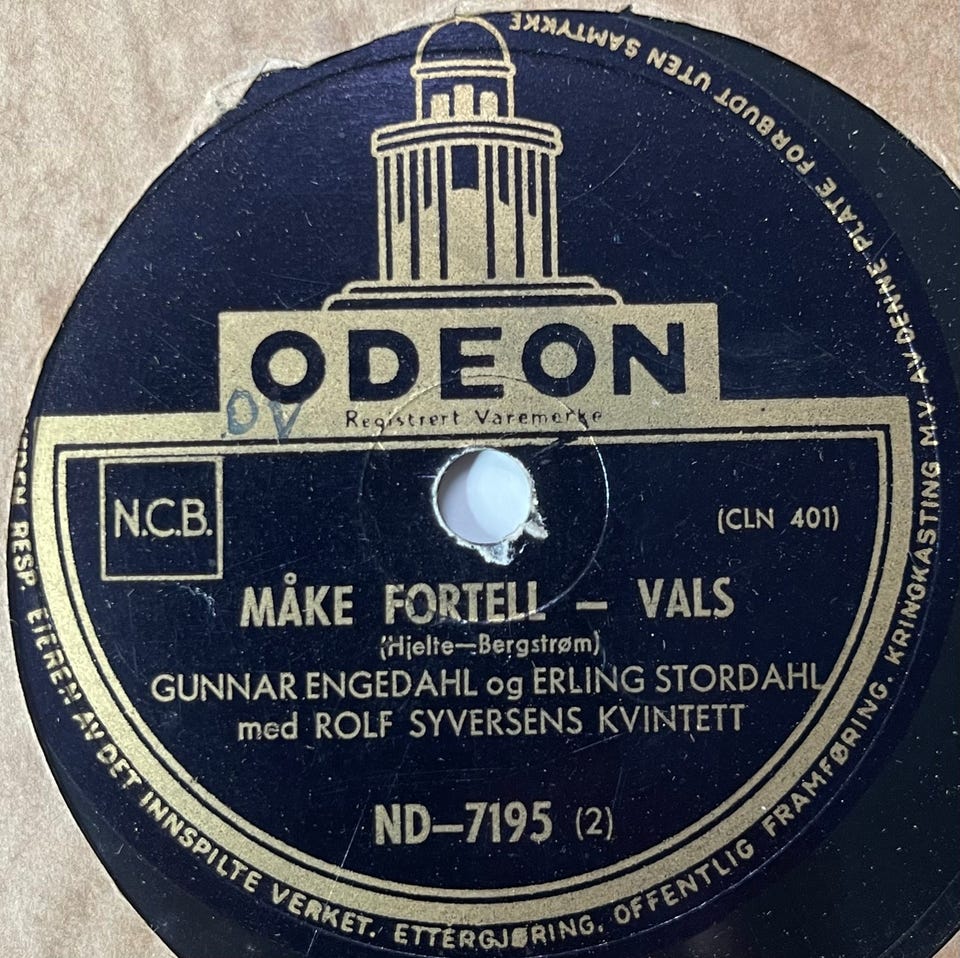 ODEON
DV
Registrert Varemerke
N.C.B.
(CLN 401)
MÅKE FORTELL — VALS
(Hjelte—Bergstrøm)
GUNNAR ENGEDAHL og ERLING STORDAHL
med ROLF SYVERSENS KVINTETT
ND—7195 (2)
RESP. EIEREN AV DET INNSPILTE VERKET. ETTERGJØRING, OFFENTLIG FRAMFØRING, KRINGKASTING M.V. AV DENNE PLATE FORBUDT UTEN SAMTYKKE